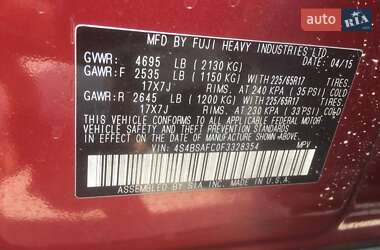 AUTO RIA
MFD BY FUJI HEAVY INDUSTRIES LTD. 04/15
GVWR: 4695 LB (2130 KG)
GAWR:F 2535 LB (1150 KG) WITH 225/65R17 TIRES.
17X7J RIMS. AT 240 KPA (35 PSI) COLD
GAWR:R 2645 LB (1200 KG) WITH 225/65R17 TIRES.
17X7J RIMS. AT 230 KPA (33 PSI) COLD
THIS VEHICLE CONFORMS TO ALL APPLICABLE FEDERAL MOTOR
VEHICLE SAFETY, BUMPER, AND THEFT PREVENTION STANDARDS
IN EFFECT ON THE DATE OF MANUFACTURE SHOWN ABOVE.
VIN: 4S4BSAFC0F3328354 MPV
ASSEMBLED BY SIA INC. MADE IN U.S.A.